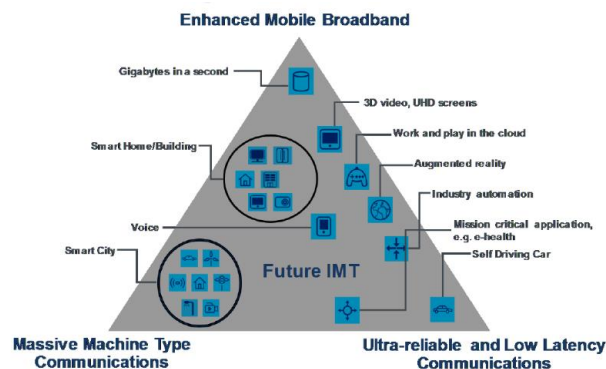 Enhanced Mobile Broadband
Gigabytes in a second
3D video, UHD screens
Work and play in the cloud
Smart Home/Building
Augmented reality
Industry automation
Voice
Mission critical application,
e.g. e-health
Smart City
Self Driving Car
Future IMT
Massive Machine Type
Communications
Ultra-reliable and Low Latency
Communications